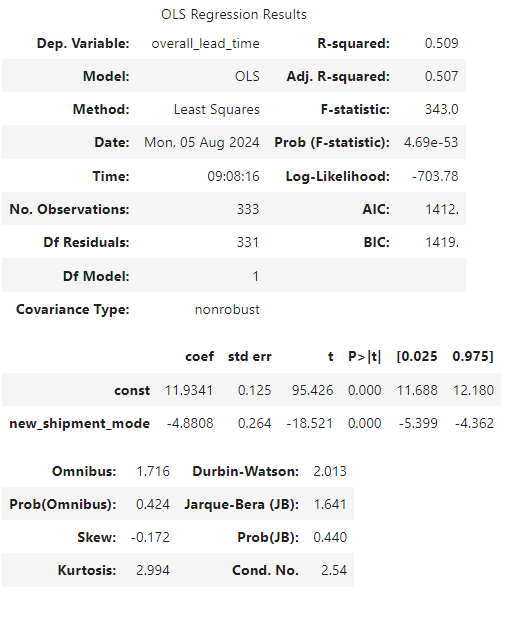 OLS Regression Results
Dep. Variable: overall_lead_time R-squared: 0.509
Model: OLS Adj. R-squared: 0.507
Method: Least Squares F-statistic: 343.0
Date: Mon, 05 Aug 2024 Prob (F-statistic): 4.69e-53
Time: 09:08:16 Log-Likelihood: -703.78
No. Observations: 333 AIC: 1412.
Df Residuals: 331 BIC: 1419.
Df Model: 1
Covariance Type: nonrobust
coef std err t P>|t| [0.025 0.975]
const 11.9341 0.125 95.426 0.000 11.688 12.180
new_shipment_mode -4.8808 0.264 -18.521 0.000 -5.399 -4.362
Omnibus: 1.716 Durbin-Watson: 2.013
Prob(Omnibus): 0.424 Jarque-Bera (JB): 1.641
Skew: -0.172 Prob(JB): 0.440
Kurtosis: 2.994 Cond. No. 2.54